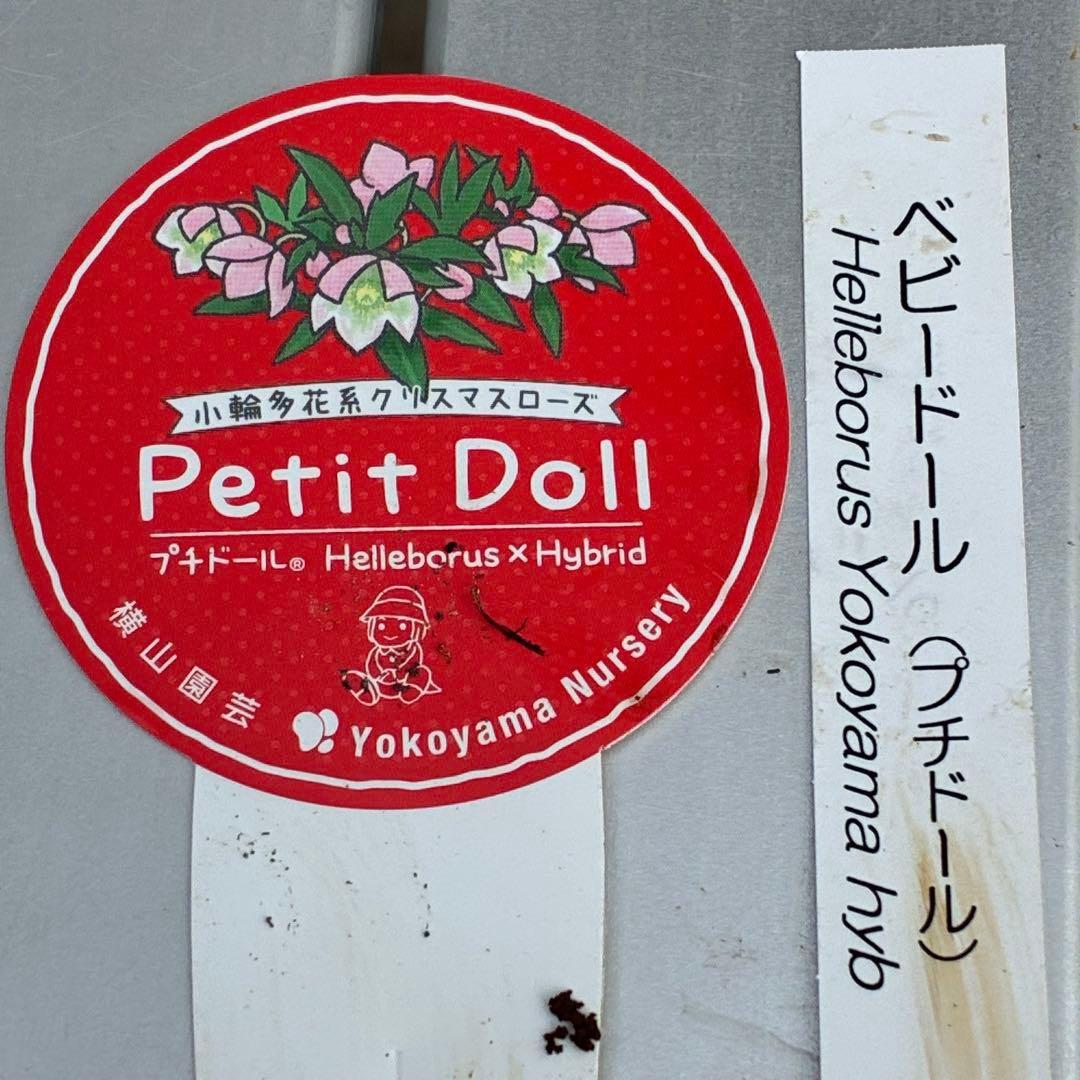 小輪多花系クリスマスローズ
Petit Doll
プチドール® Helleborus × Hybrid
横山園芸
Yokoyama Nursery
ベビードール (プチドール)
Helleborus Yokoyama hyb